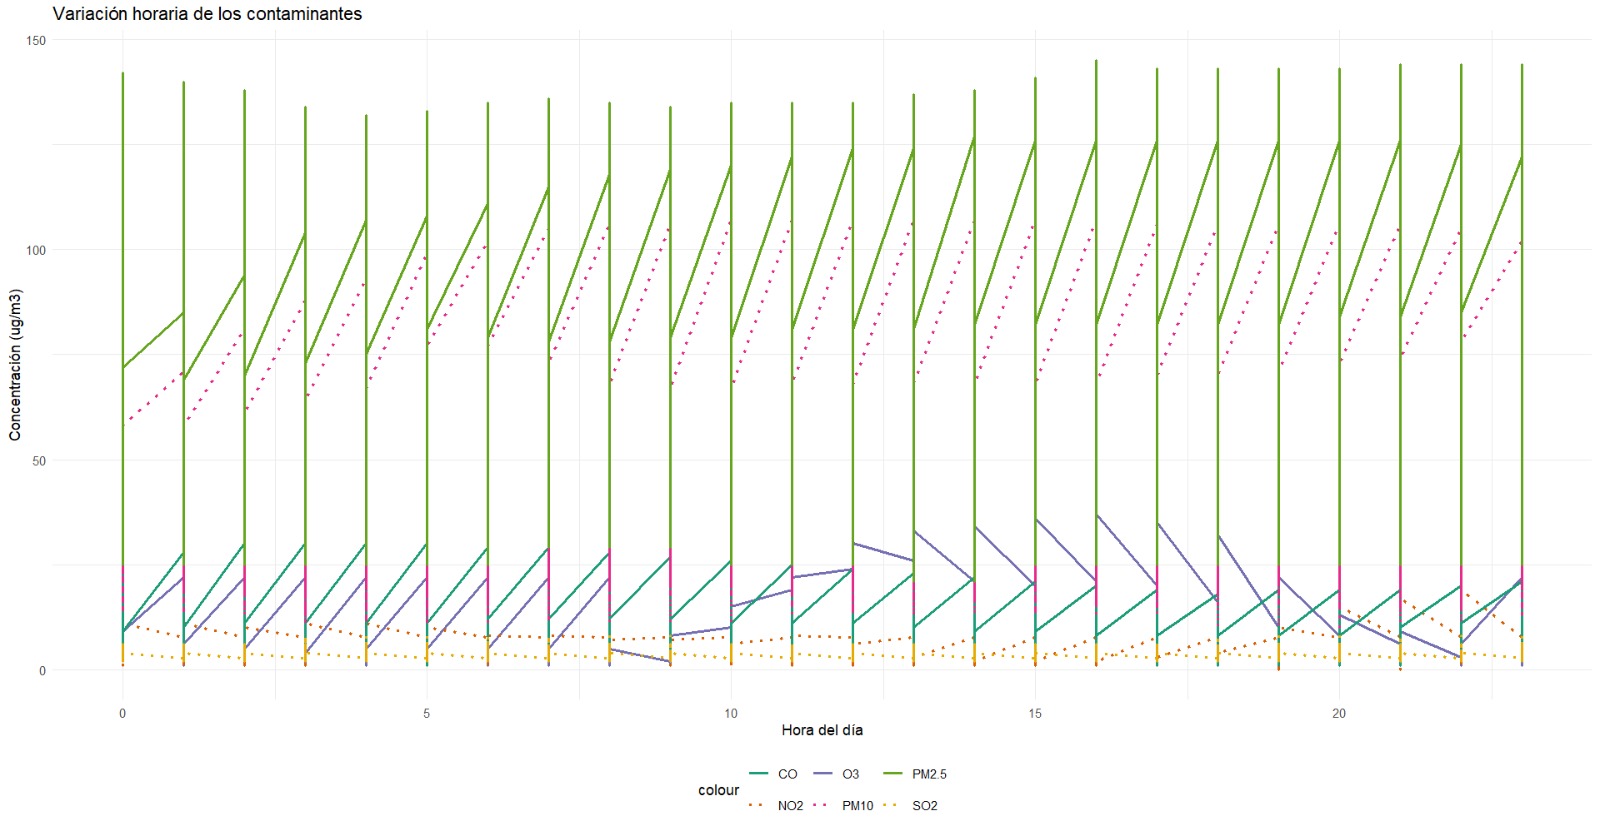 Variación horaria de los contaminantes
150
100
50
0
Concentración (ug/m3)
0 5 10 15 20
Hora del día
colour
CO O3 PM2.5
NO2 PM10 SO2